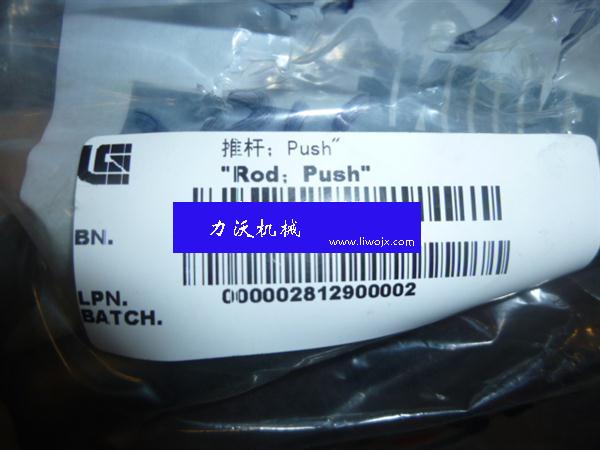 推杆; Push"
"Rod; Push"
BN.
力沃机械
www.liwojx.com
LPN.
000002812900002
BATCH.